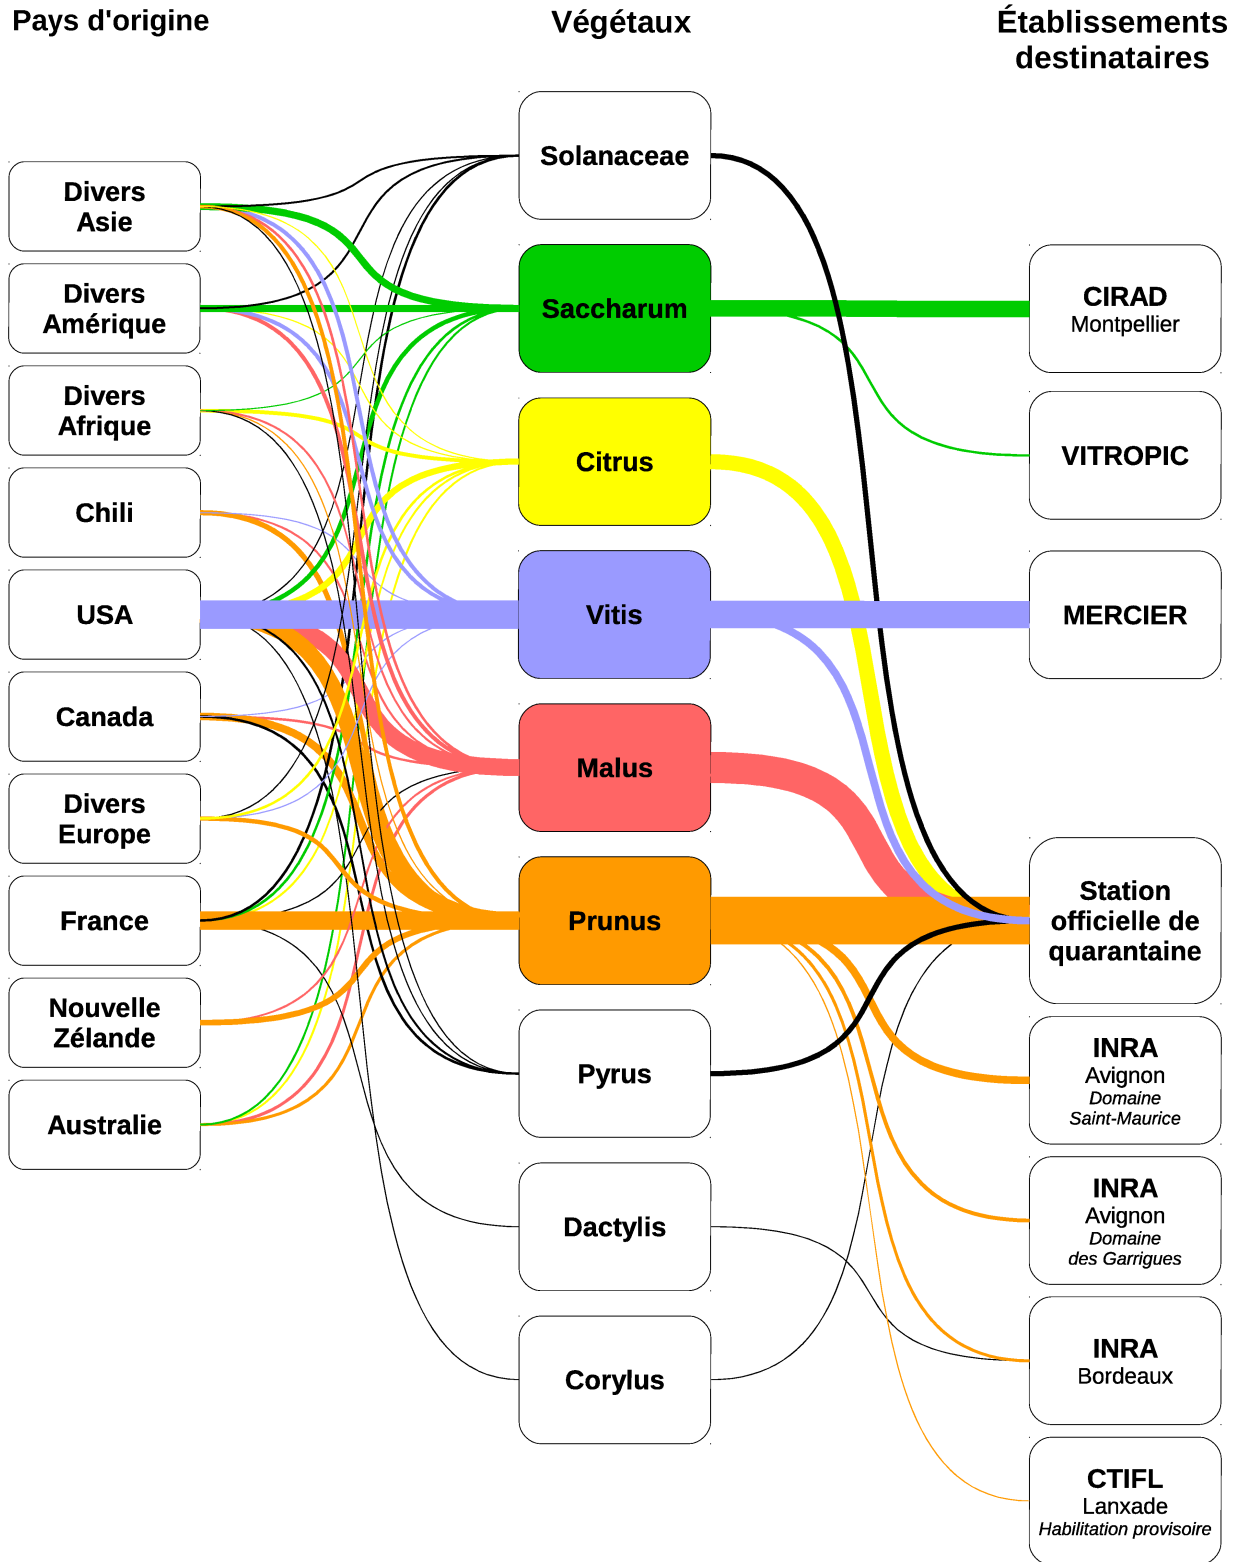 Pays d'origine
Végétaux
Établissements
destinataires
Divers
Asie
Divers
Amérique
Divers
Afrique
Chili
USA
Canada
Divers
Europe
France
Nouvelle
Zélande
Australie
Solanaceae
Saccharum
Citrus
Vitis
Malus
Prunus
Pyrus
Dactylis
Corylus
CIRAD
Montpellier
VITROPIC
MERCIER
Station
officielle de
quarantaine
INRA
Avignon
Domaine
Saint-Maurice
INRA
Avignon
Domaine
des Garrigues
INRA
Bordeaux
CTIFL
Lanxade
Habilitation provisoire